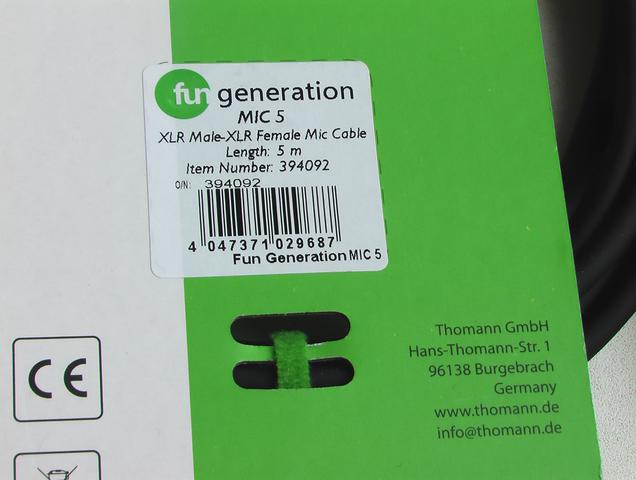 fun generation
MIC 5
XLR Male-XLR Female Mic Cable
Length: 5 m
Item Number: 394092
O/N: 394092
4 047371 029687
Fun Generation MIC 5
CE
Thomann GmbH
Hans-Thomann-Str. 1
96138 Burgebrach
Germany
www.thomann.de
info@thomann.de